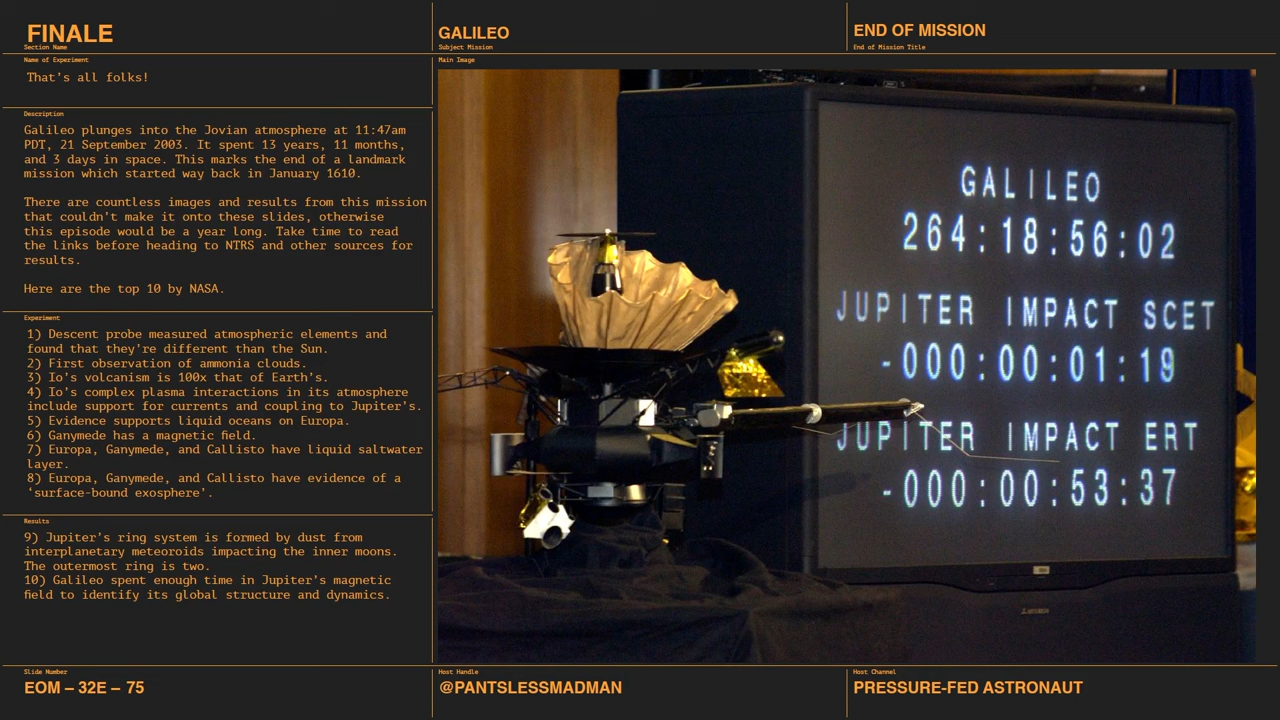 FINALE
Section Name
GALILEO
Subject Mission
END OF MISSION
End of Mission Title
Name of Experiment
That's all folks!
Description
Galileo plunges into the Jovian atmosphere at 11:47am
PDT, 21 September 2003. It spent 13 years, 11 months,
and 3 days in space. This marks the end of a landmark
mission which started way back in January 1610.
There are countless images and results from this mission
that couldn't make it onto these slides, otherwise
this episode would be a year long. Take time to read
the links before heading to NTRS and other sources for
results.
Here are the top 10 by NASA.
Experiment
1) Descent probe measured atmospheric elements and
found that they're different than the Sun.
2) First observation of ammonia clouds.
3) Io's volcanism is 100x that of Earth's.
4) Io's complex plasma interactions in its atmosphere
include support for currents and coupling to Jupiter's.
5) Evidence supports liquid oceans on Europa.
6) Ganymede has a magnetic field.
7) Europa, Ganymede, and Callisto have liquid saltwater
layer.
8) Europa, Ganymede, and Callisto have evidence of a
'surface-bound exosphere'.
Results
9) Jupiter's ring system is formed by dust from
interplanetary meteoroids impacting the inner moons.
The outermost ring is two.
10) Galileo spent enough time in Jupiter's magnetic
field to identify its global structure and dynamics.
Main Image
GALILEO
264:18:56:02
JUPITER IMPACT SCET
-000:00:01:19
JUPITER IMPACT ERT
-000:00:53:37
Slide Number
EOM – 32E – 75
Host Handle
@PANTSLESSMADMAN
Host Channel
PRESSURE-FED ASTRONAUT